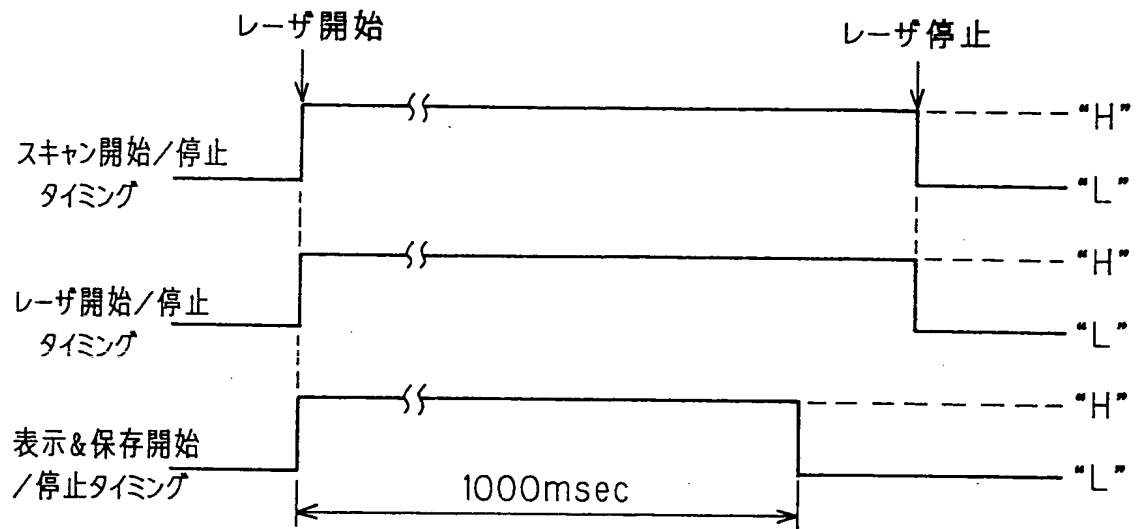 レーザ開始
レーザ停止
スキャン開始/停止
タイミング
“H”
“L”
レーザ開始/停止
タイミング
“H”
“L”
表示&保存開始
/停止タイミング
“H”
“L”
1000msec